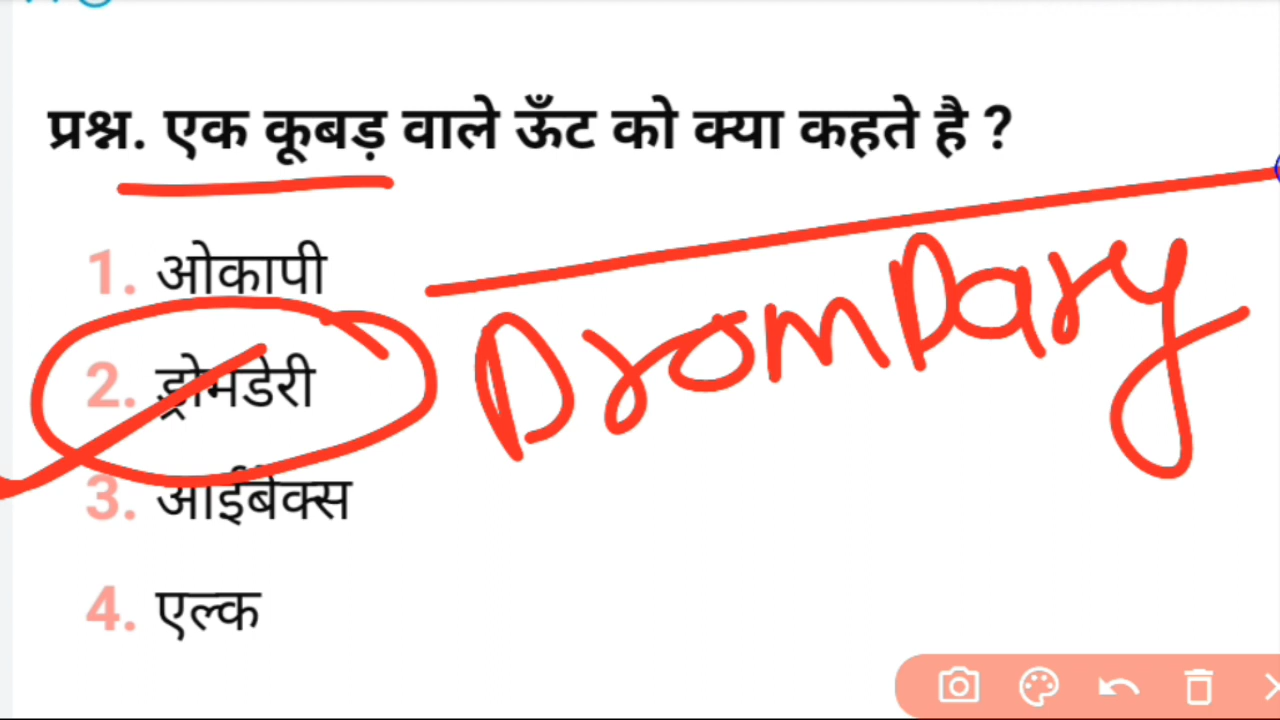 प्रश्न. एक कूबड़ वाले ऊँट को क्या कहते है ?
1. ओकापी
2. ड्रोमडेरी
DromDary
3. आईबेक्स
4. एल्क